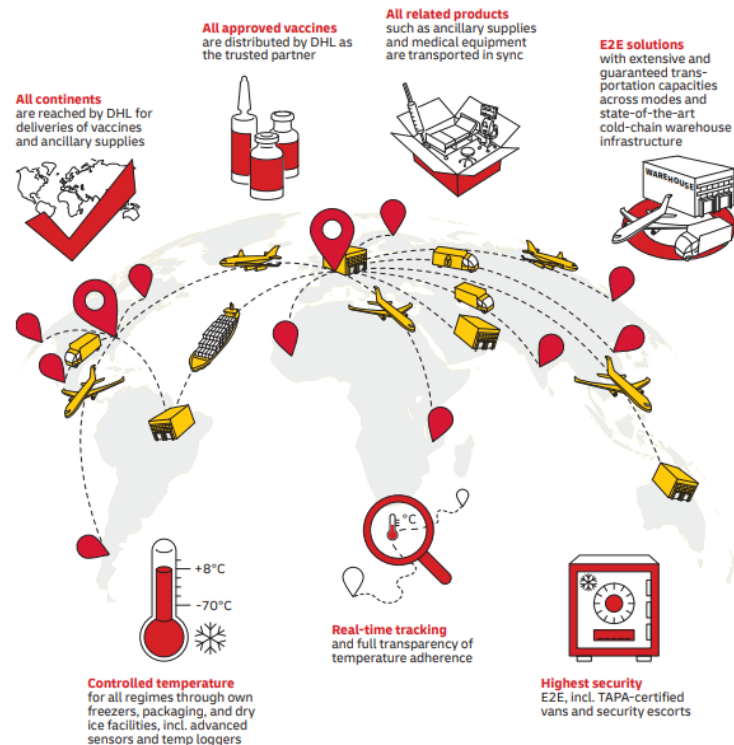 All approved vaccines
are distributed by DHL as
the trusted partner
All related products
such as ancillary supplies
and medical equipment
are transported in sync
E2E solutions
with extensive and
guaranteed trans-
portation capacities
across modes and
state-of-the-art
cold-chain warehouse
infrastructure
All continents
are reached by DHL for
deliveries of vaccines
and ancillary supplies
WAREHOUSE
°C
+8°C
-70°C
Real-time tracking
and full transparency of
temperature adherence
Controlled temperature
for all regimes through own
freezers, packaging, and dry
ice facilities, incl. advanced
sensors and temp loggers
Highest security
E2E, incl. TAPA-certified
vans and security escorts